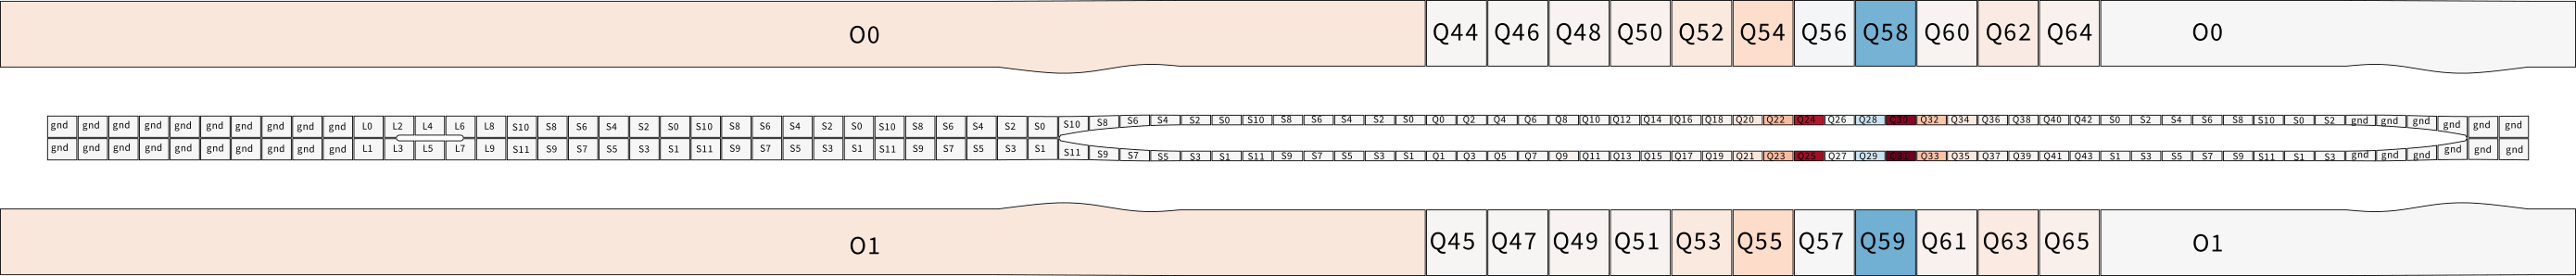 O0 Q44 Q46 Q48 Q50 Q52 Q54 Q56 Q58 Q60 Q62 Q64 O0
gnd gnd gnd gnd gnd gnd gnd gnd gnd gnd L0 L2 L4 L6 L8 S10 S8 S6 S4 S2 S0 S10 S8 S6 S4 S2 S0 S10 S8 S6 S4 S2 S0 S10 S8 S6 S4 S2 S0 S10 S8 S6 S4 S2 S0 Q0 Q2 Q4 Q6 Q8 Q10 Q12 Q14 Q16 Q18 Q20 Q22 Q24 Q26 Q28 Q30 Q32 Q34 Q36 Q38 Q40 Q42 S0 S2 S4 S6 S8 S10 S0 S2 gnd gnd gnd gnd gnd gnd
gnd gnd gnd gnd gnd gnd gnd gnd gnd gnd L1 L3 L5 L7 L9 S11 S9 S7 S5 S3 S1 S11 S9 S7 S5 S3 S1 S11 S9 S7 S5 S3 S1 S11 S9 S7 S5 S3 S1 S11 S9 S7 S5 S3 S1 Q1 Q3 Q5 Q7 Q9 Q11 Q13 Q15 Q17 Q19 Q21 Q23 Q25 Q27 Q29 Q31 Q33 Q35 Q37 Q39 Q41 Q43 S1 S3 S5 S7 S9 S11 S1 S3 gnd gnd gnd gnd gnd gnd
O1 Q45 Q47 Q49 Q51 Q53 Q55 Q57 Q59 Q61 Q63 Q65 O1